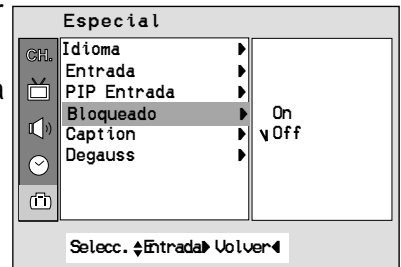 Especial
CH.
Idioma
Entrada
PIP Entrada
Bloqueado
Caption
Degauss
On
Off
Selecc. Entrada Volver